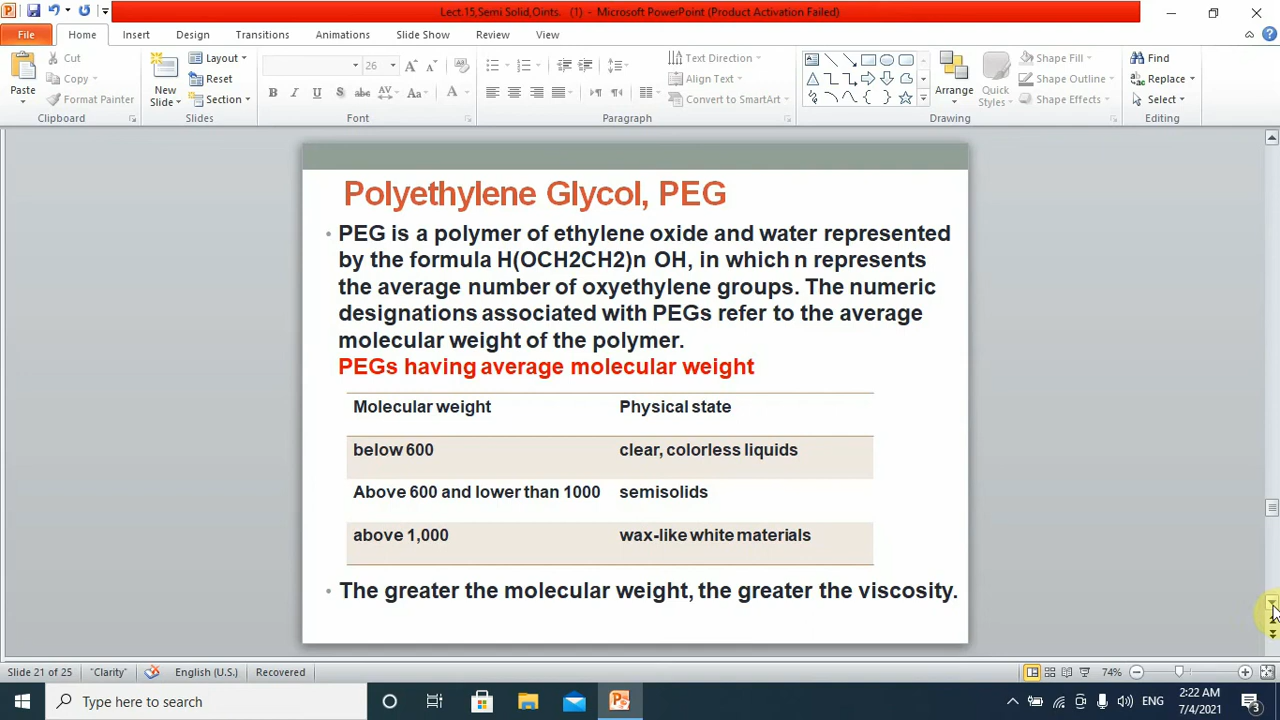 Lect.15,Semi Solid,Oints. (1) - Microsoft PowerPoint (Product Activation Failed)
File Home Insert Design Transitions Animations Slide Show Review View
Paste
Cut
Copy
Format Painter
Clipboard
New
Slide
Layout
Reset
Section
Slides
26
B I U S abc AV Aa A
Font
Text Direction
Align Text
Convert to SmartArt
Paragraph
Arrange
Quick
Styles
Shape Fill
Shape Outline
Shape Effects
Drawing
Find
Replace
Select
Editing
Polyethylene Glycol, PEG
• PEG is a polymer of ethylene oxide and water represented
by the formula H(OCH2CH2)n OH, in which n represents
the average number of oxyethylene groups. The numeric
designations associated with PEGs refer to the average
molecular weight of the polymer.
PEGs having average molecular weight
Molecular weight Physical state
below 600 clear, colorless liquids
Above 600 and lower than 1000 semisolids
above 1,000 wax-like white materials
• The greater the molecular weight, the greater the viscosity.
Slide 21 of 25 "Clarity" English (U.S.) Recovered 74%
Type here to search
ENG
2:22 AM
7/4/2021
3